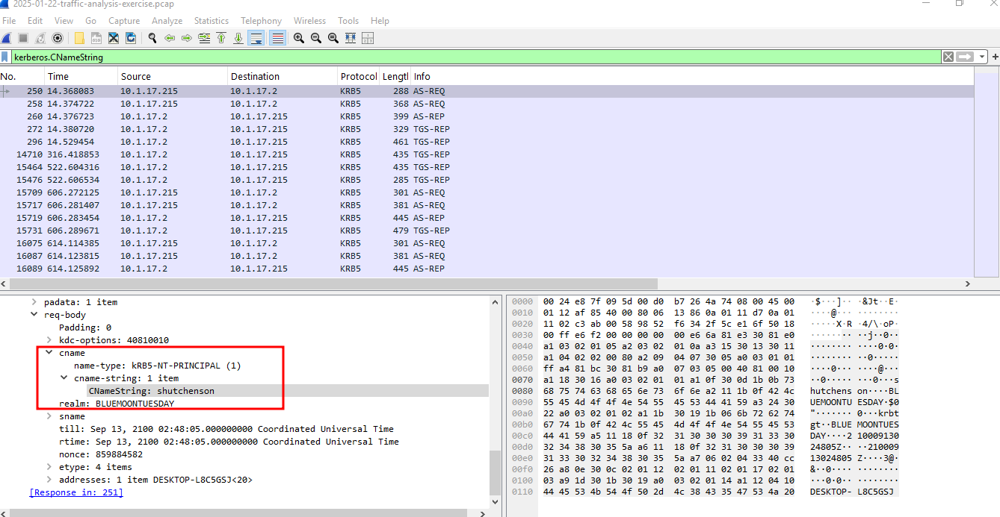 2025-01-22-traffic-analysis-exercise.pcap
File Edit View Go Capture Analyze Statistics Telephony Wireless Tools Help
kerberos.CNameString
No. Time Source Destination Protocol Lengtl Info
250 14.368083 10.1.17.215 10.1.17.2 KRB5 288 AS-REQ
258 14.374722 10.1.17.215 10.1.17.2 KRB5 368 AS-REQ
260 14.376723 10.1.17.2 10.1.17.215 KRB5 399 AS-REP
272 14.380720 10.1.17.2 10.1.17.215 KRB5 329 TGS-REP
296 14.529454 10.1.17.2 10.1.17.215 KRB5 461 TGS-REP
14710 316.418853 10.1.17.2 10.1.17.215 KRB5 435 TGS-REP
15464 522.604316 10.1.17.2 10.1.17.215 KRB5 435 TGS-REP
15476 522.606534 10.1.17.2 10.1.17.215 KRB5 285 TGS-REP
15709 606.272125 10.1.17.215 10.1.17.2 KRB5 301 AS-REQ
15717 606.281407 10.1.17.215 10.1.17.2 KRB5 381 AS-REQ
15719 606.283454 10.1.17.2 10.1.17.215 KRB5 445 AS-REP
15731 606.289671 10.1.17.2 10.1.17.215 KRB5 479 TGS-REP
16075 614.114385 10.1.17.215 10.1.17.2 KRB5 301 AS-REQ
16087 614.123815 10.1.17.215 10.1.17.2 KRB5 381 AS-REQ
16089 614.125892 10.1.17.2 10.1.17.215 KRB5 445 AS-REP
padata: 1 item
req-body
Padding: 0
kdc-options: 40810010
cname
name-type: kRB5-NT-PRINCIPAL (1)
cname-string: 1 item
CNameString: shutchenson
realm: BLUEMOONTUESDAY
sname
till: Sep 13, 2100 02:48:05.000000000 Coordinated Universal Time
rtime: Sep 13, 2100 02:48:05.000000000 Coordinated Universal Time
nonce: 859884582
etype: 4 items
addresses: 1 item DESKTOP-L8C5GSJ<20>
[Response in: 251]
0000 00 24 e8 7f 09 5d 00 d0 b7 26 4a 74 08 00 45 00 ·$···]·· ·&Jt··E·
0010 01 12 af 85 40 00 80 06 13 86 0a 01 11 d7 0a 01 ····@··· ········
0020 11 02 c3 ab 00 58 98 52 f6 34 2f 5c e1 6f 50 18 ·····X·R ·4/\·oP·
0030 00 ff e6 f2 00 00 00 00 00 e6 6a 81 e3 30 81 e0 ········ ··j··0··
0040 a1 03 02 01 05 a2 03 02 01 0a a3 15 30 13 30 11 ········ ····0·0·
0050 a1 04 02 02 00 80 a2 09 04 07 30 05 a0 03 01 01 ········ ··0·····
0060 ff a4 81 bc 30 81 b9 a0 07 03 05 00 40 81 00 10 ····0··· ····@···
0070 a1 18 30 16 a0 03 02 01 01 a1 0f 30 0d 1b 0b 73 ··0····· ···0···s
0080 68 75 74 63 68 65 6e 73 6f 6e a2 11 1b 0f 42 4c hutchens on····BL
0090 55 45 4d 4f 4f 4e 54 55 45 53 44 41 59 a3 24 30 UEMOONTU ESDAY·$0
00a0 22 a0 03 02 01 02 a1 1b 30 19 1b 06 6b 72 62 74 "······· 0···krbt
00b0 67 74 1b 0f 42 4c 55 45 4d 4f 4f 4e 54 55 45 53 gt··BLUE MOONTUES
00c0 44 41 59 a5 11 18 0f 32 31 30 30 30 39 31 33 30 DAY····2 10009130
00d0 32 34 38 30 35 5a a6 11 18 0f 32 31 30 30 30 39 24805Z·· ··210009
00e0 31 33 30 32 34 38 30 35 5a a7 06 02 04 33 40 cc 13024805 Z····3@·
00f0 26 a8 0e 30 0c 02 01 12 02 01 11 02 01 17 02 01 &··0···· ········
0100 03 a9 1d 30 1b 30 19 a0 03 02 01 14 a1 12 04 10 ···0·0·· ········
0110 44 45 53 4b 54 4f 50 2d 4c 38 43 35 47 53 4a 20 DESKTOP- L8C5GSJ